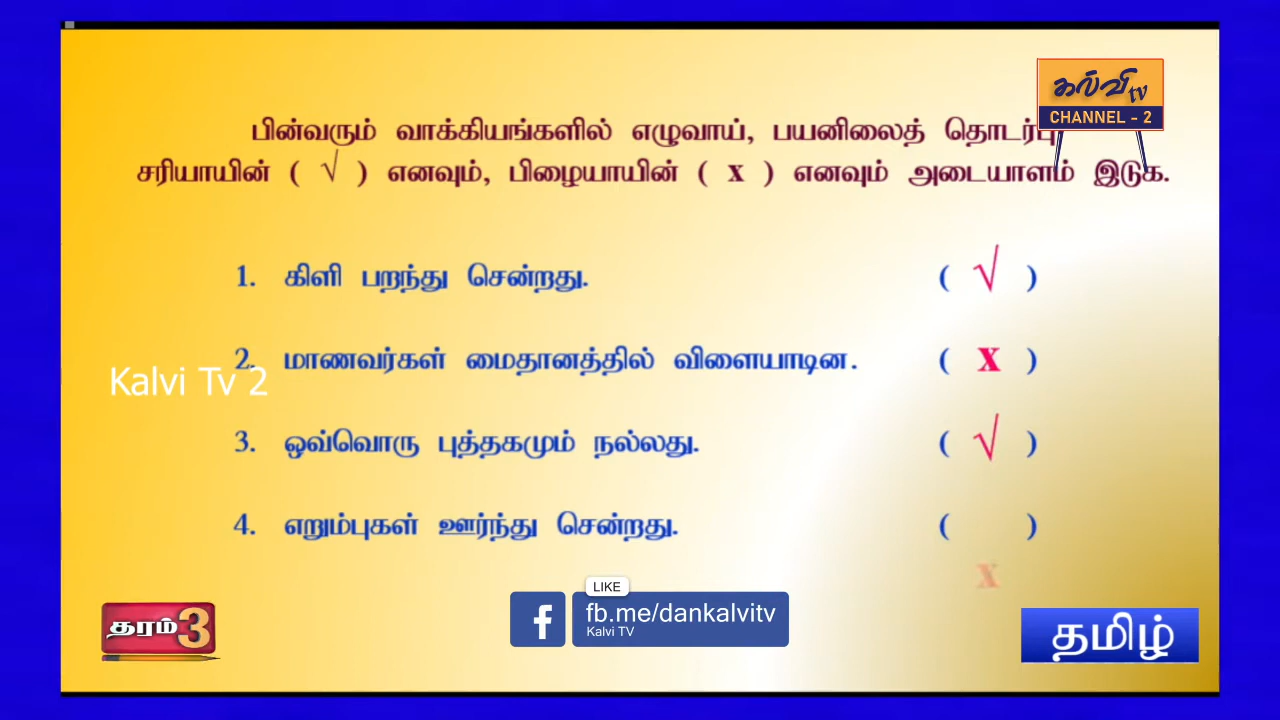 கல்வி tv
CHANNEL - 2
பின்வரும் வாக்கியங்களில் எழுவாய், பயனிலைத் தொடர்பு
சரியாயின் ( √ ) எனவும், பிழையாயின் ( x ) எனவும் அடையாளம் இடுக.
1. கிளி பறந்து சென்றது. ( √ )
2. மாணவர்கள் மைதானத்தில் விளையாடின. ( x )
Kalvi Tv 2
3. ஒவ்வொரு புத்தகமும் நல்லது. ( √ )
4. எறும்புகள் ஊர்ந்து சென்றது. ( )
x
தரம் 3
LIKE
f fb.me/dankalvitv
Kalvi TV
தமிழ்